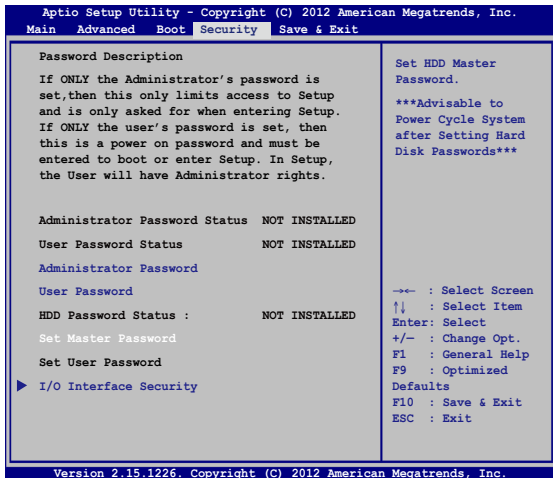 Aptio Setup Utility - Copyright (C) 2012 American Megatrends, Inc.
Main Advanced Boot Security Save & Exit
Password Description
If ONLY the Administrator's password is
set,then this only limits access to Setup
and is only asked for when entering Setup.
If ONLY the user's password is set, then
this is a power on password and must be
entered to boot or enter Setup. In Setup,
the User will have Administrator rights.
Administrator Password Status NOT INSTALLED
User Password Status NOT INSTALLED
Administrator Password
User Password
HDD Password Status : NOT INSTALLED
Set Master Password
Set User Password
I/O Interface Security
Set HDD Master
Password.
***Advisable to
Power Cycle System
after Setting Hard
Disk Passwords***
→← : Select Screen
↑↓ : Select Item
Enter: Select
+/— : Change Opt.
F1 : General Help
F9 : Optimized
Defaults
F10 : Save & Exit
ESC : Exit
Version 2.15.1226. Copyright (C) 2012 American Megatrends, Inc.